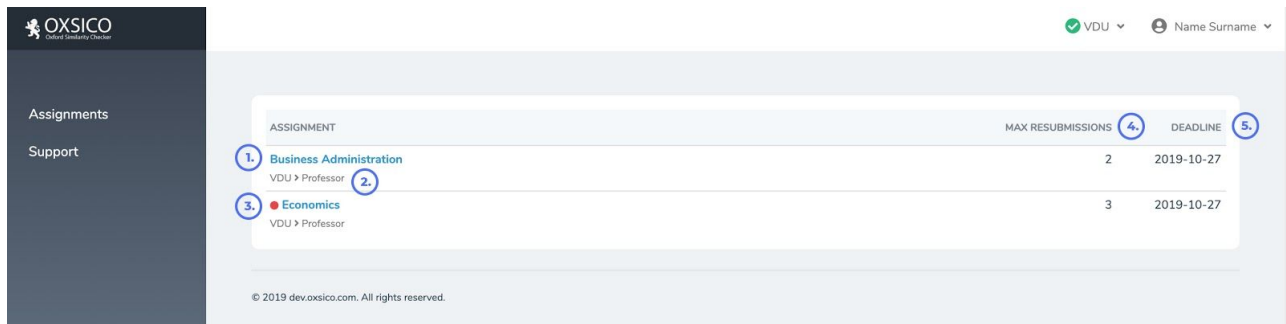 OXSICO
Oxford Similarity Checker
VDU
Name Surname
Assignments
Support
ASSIGNMENT MAX RESUBMISSIONS 4. DEADLINE 5.
1. Business Administration 2 2019-10-27
VDU > Professor 2.
3. Economics 3 2019-10-27
VDU > Professor
© 2019 dev.oxsico.com. All rights reserved.